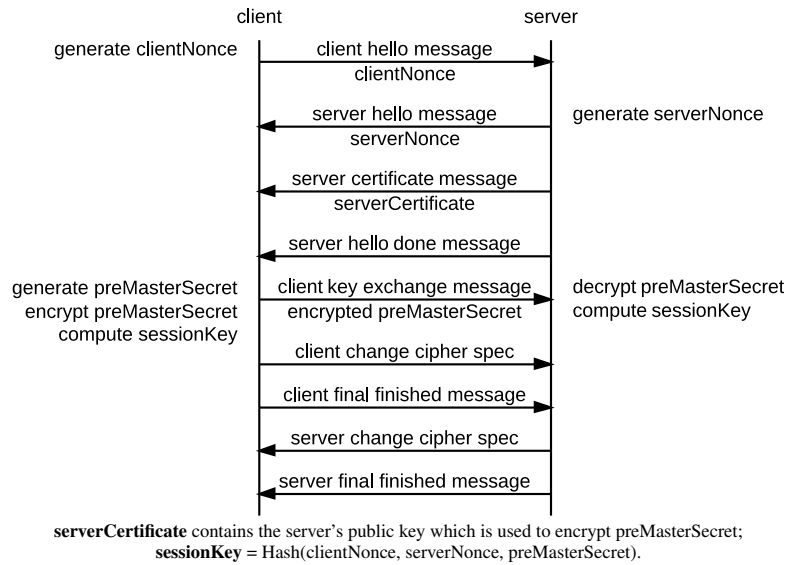 client server
generate clientNonce client hello message
clientNonce
server hello message generate serverNonce
serverNonce
server certificate message
serverCertificate
server hello done message
generate preMasterSecret client key exchange message decrypt preMasterSecret
encrypt preMasterSecret encrypted preMasterSecret compute sessionKey
compute sessionKey
client change cipher spec
client final finished message
server change cipher spec
server final finished message
serverCertificate contains the server's public key which is used to encrypt preMasterSecret;
sessionKey = Hash(clientNonce, serverNonce, preMasterSecret).